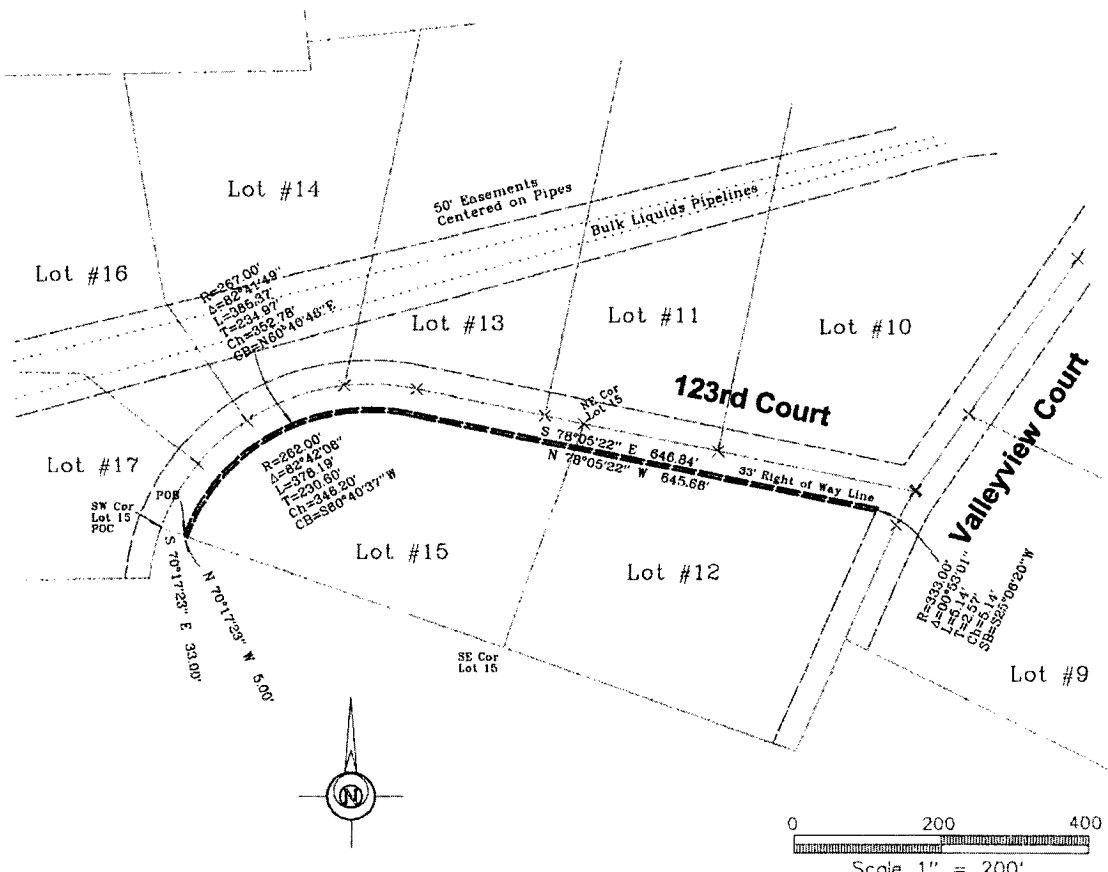 Lot #14
50' Easements
Centered on Pipes
Bulk Liquids Pipelines
Lot #16
R=267.00'
Δ=82°41'49"
L=385.37'
T=234.97'
Ch=352.78'
CB=N60°40'46"E
Lot #13
Lot #11
Lot #10
NE Cor
Lot 15
123rd Court
Valleyview Court
S 78°05'22" E 646.84'
N 78°05'22" W 645.68'
33' Right of Way Line
R=262.00'
Δ=82°42'08"
L=378.19'
T=230.60'
Ch=346.20'
CB=S60°40'37"W
Lot #17
POB
SW Cor
Lot 15
POC
S 70°17'23" E 33.00'
N 70°17'23" W 5.00'
Lot #15
Lot #12
R=333.00'
Δ=00°53'01"
L=5.14'
T=2.57'
Ch=5.14'
SB=S25°06'20"W
SE Cor
Lot 15
Lot #9
N
0 200 400
Scale 1" = 200'